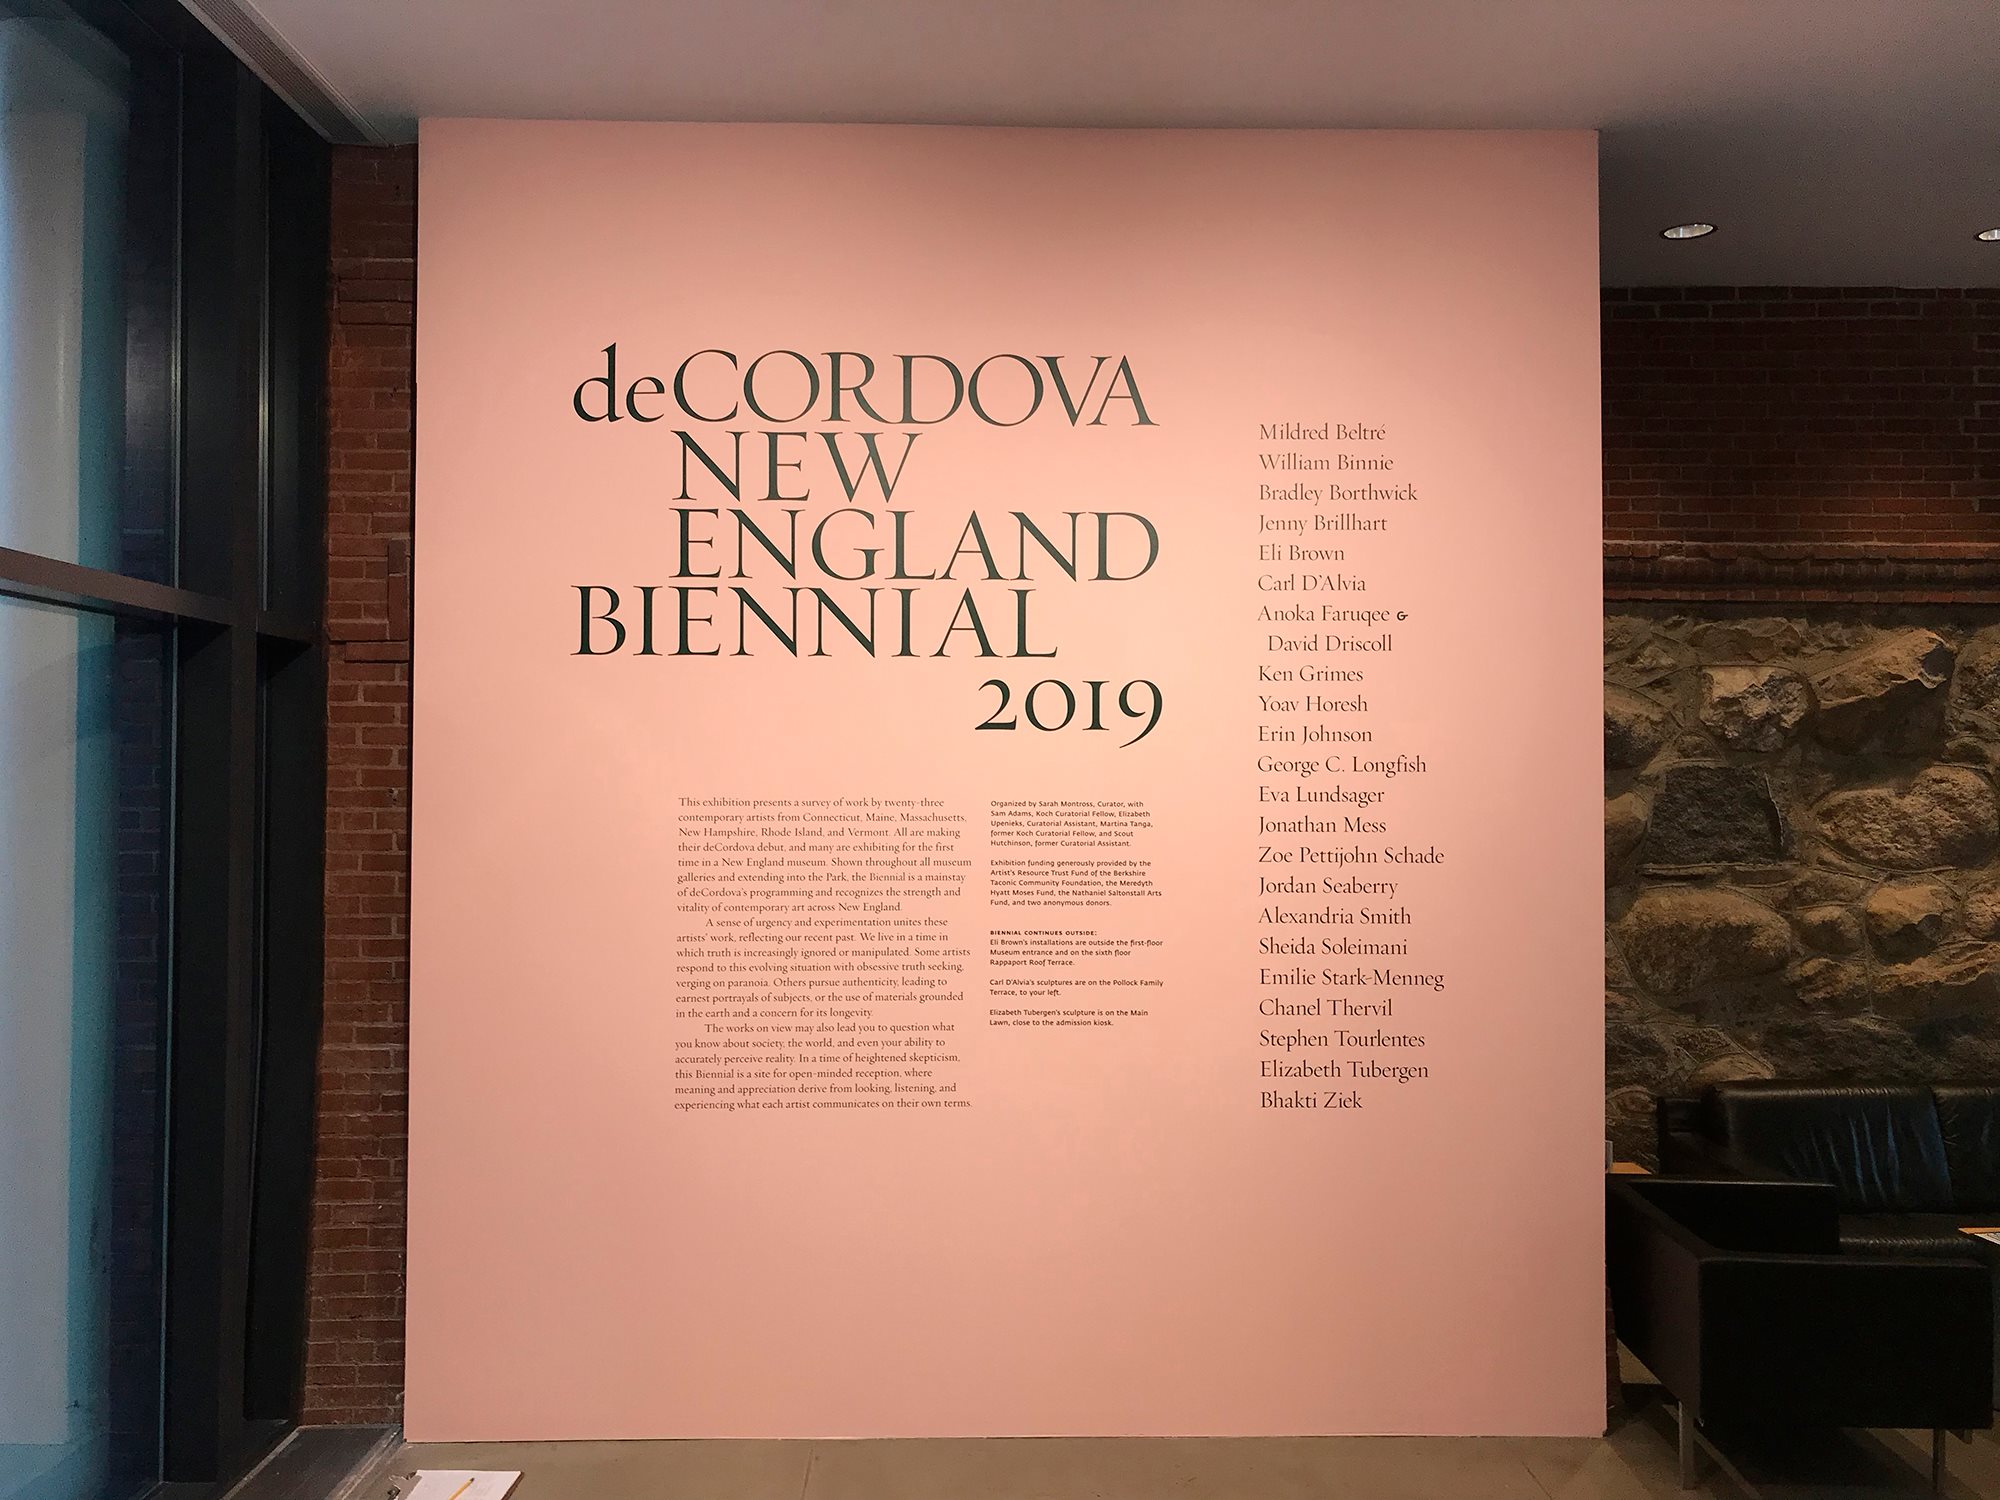 deCORDOVA
NEW
ENGLAND
BIENNIAL
2019
This exhibition presents a survey of work by twenty-three
contemporary artists from Connecticut, Maine, Massachusetts,
New Hampshire, Rhode Island, and Vermont. All are making
their deCordova debut, and many are exhibiting for the first
time in a New England museum. Shown throughout all museum
galleries and extending into the Park, the Biennial is a mainstay
of deCordova's programming and recognizes the strength and
vitality of contemporary art across New England.
A sense of urgency and experimentation unites these
artists' work, reflecting our recent past. We live in a time in
which truth is increasingly ignored or manipulated. Some artists
respond to this evolving situation with obsessive truth seeking,
verging on paranoia. Others pursue authenticity, leading to
earnest portrayals of subjects, or the use of materials grounded
in the earth and a concern for its longevity.
The works on view may also lead you to question what
you know about society, the world, and even your ability to
accurately perceive reality. In a time of heightened skepticism,
this Biennial is a site for open-minded reception, where
meaning and appreciation derive from looking, listening, and
experiencing what each artist communicates on their own terms.
Organized by Sarah Montross, Curator, with
Sam Adams, Koch Curatorial Fellow, Elizabeth
Upenieks, Curatorial Assistant, Martina Tanga,
former Koch Curatorial Fellow, and Scout
Hutchinson, former Curatorial Assistant.
Exhibition funding generously provided by the
Artist's Resource Trust Fund of the Berkshire
Taconic Community Foundation, the Meredyth
Hyatt Moses Fund, the Nathaniel Saltonstall Arts
Fund, and two anonymous donors.
BIENNIAL CONTINUES OUTSIDE:
Eli Brown's installations are outside the first-floor
Museum entrance and on the sixth floor
Rappaport Roof Terrace.
Carl D'Alvia's sculptures are on the Pollock Family
Terrace, to your left.
Elizabeth Tubergen's sculpture is on the Main
Lawn, close to the admission kiosk.
Mildred Beltré
William Binnie
Bradley Borthwick
Jenny Brillhart
Eli Brown
Carl D'Alvia
Anoka Faruqee &
David Driscoll
Ken Grimes
Yoav Horesh
Erin Johnson
George C. Longfish
Eva Lundsager
Jonathan Mess
Zoe Pettijohn Schade
Jordan Seaberry
Alexandria Smith
Sheida Soleimani
Emilie Stark-Menneg
Chanel Thervil
Stephen Tourlentes
Elizabeth Tubergen
Bhakti Ziek